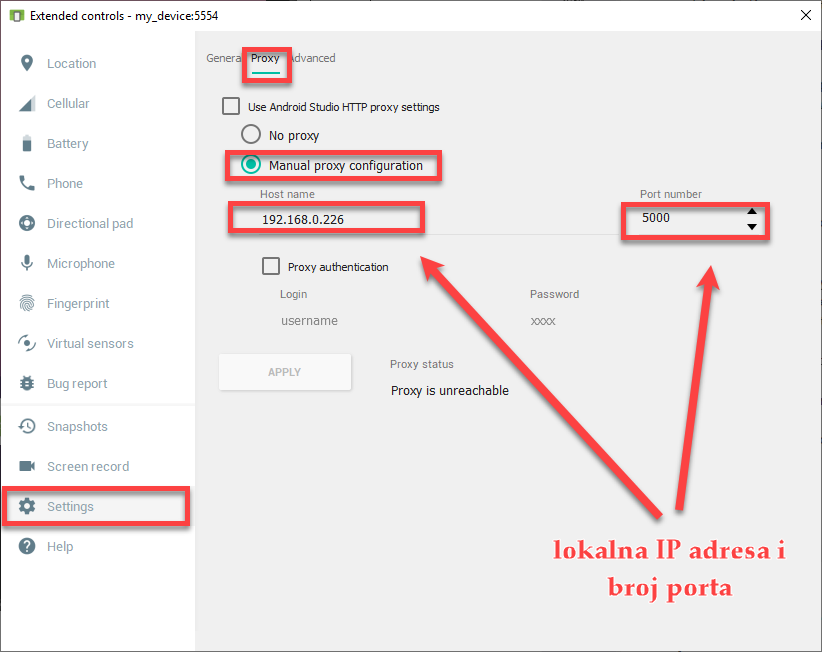 Extended controls - my_device:5554
Location
Cellular
Battery
Phone
Directional pad
Microphone
Fingerprint
Virtual sensors
Bug report
Snapshots
Screen record
Settings
Help
General Proxy Advanced
Use Android Studio HTTP proxy settings
No proxy
Manual proxy configuration
Host name Port number
192.168.0.226 5000
Proxy authentication
Login Password
username xxxx
APPLY
Proxy status
Proxy is unreachable
lokalna IP adresa i
broj porta